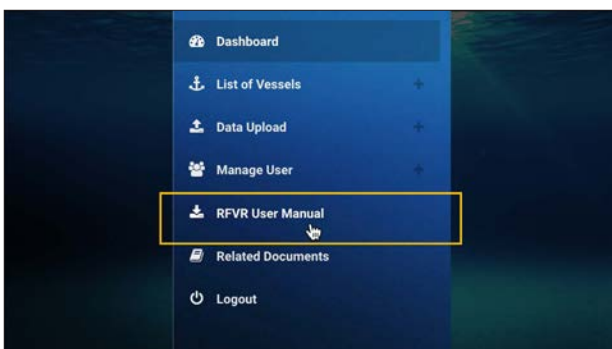 Dashboard
List of Vessels
Data Upload
Manage User
RFVR User Manual
Related Documents
Logout